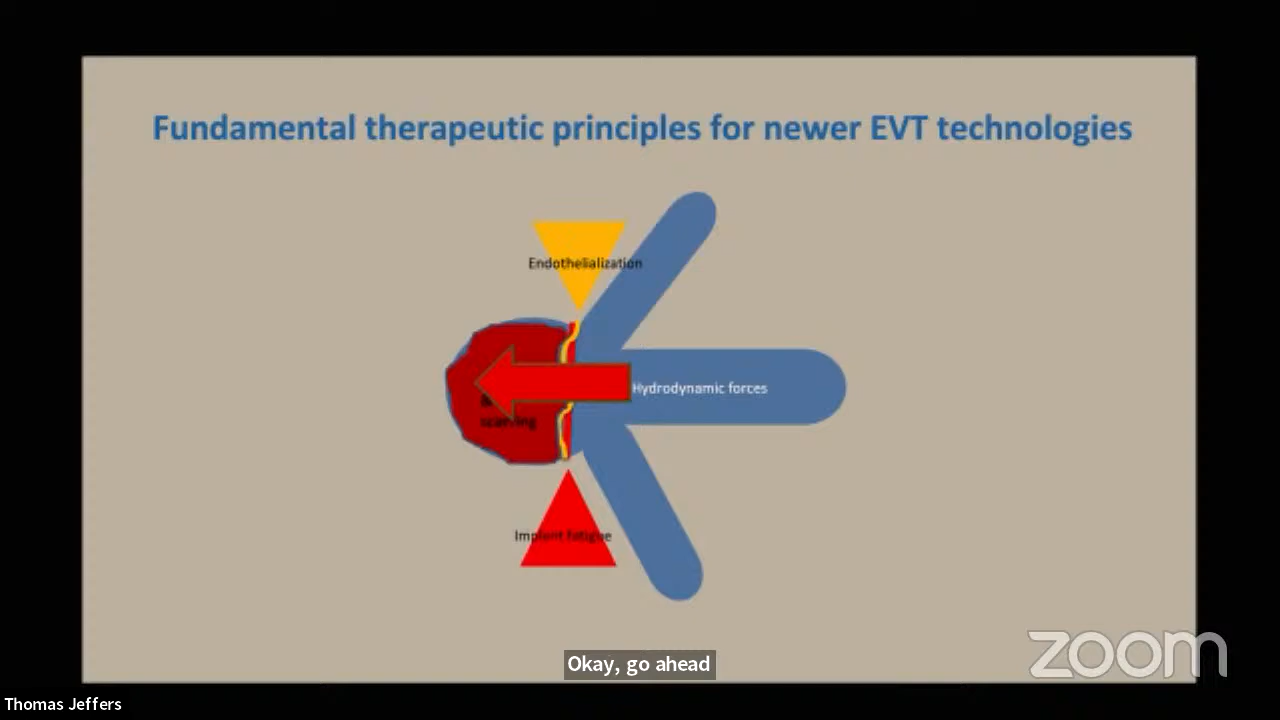 Fundamental therapeutic principles for newer EVT technologies
Endothelialization
Hydrodynamic forces
&
scarring
Implant fatigue
Okay, go ahead
zoom
Thomas Jeffers